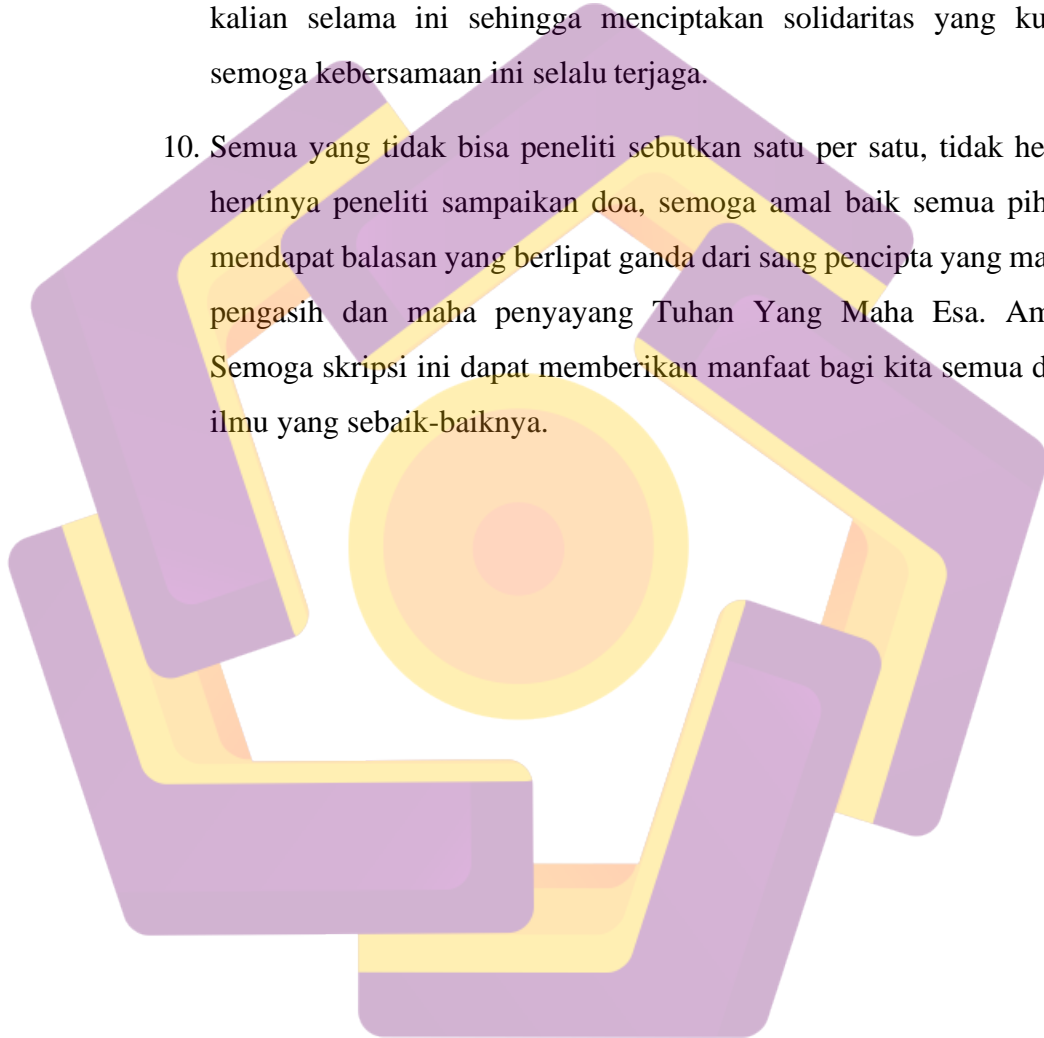 kalian selama ini sehingga menciptakan solidaritas yang ku
semoga kebersamaan ini selalu terjaga.
10. Semua yang tidak bisa peneliti sebutkan satu per satu, tidak he
hentinya peneliti sampaikan doa, semoga amal baik semua pih
mendapat balasan yang berlipat ganda dari sang pencipta yang ma
pengasih dan maha penyayang Tuhan Yang Maha Esa. Am
Semoga skripsi ini dapat memberikan manfaat bagi kita semua d
ilmu yang sebaik-baiknya.